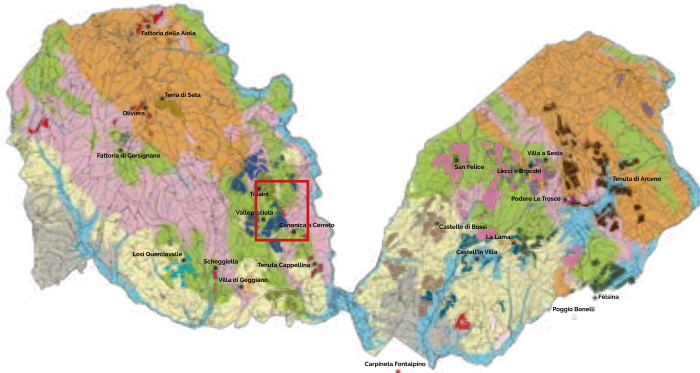 Fattoria della Aiola
Terra di Seta
Oliviera
Fattoria di Corsignano
Villa a Sesta
San Felice
Lecci e Brocchi
Tenuta di Arceno
Tolaini
Podere Le Trosce
Vallepicciola
Canonica a Cerreto
Castello di Bossi
La Lama
Losi Querciavalle
Scheggiolla
Tenuta Cappellina
Castell'in Villa
Villa di Geggiano
Fèlsina
Poggio Bonelli
Carpineta Fontalpino